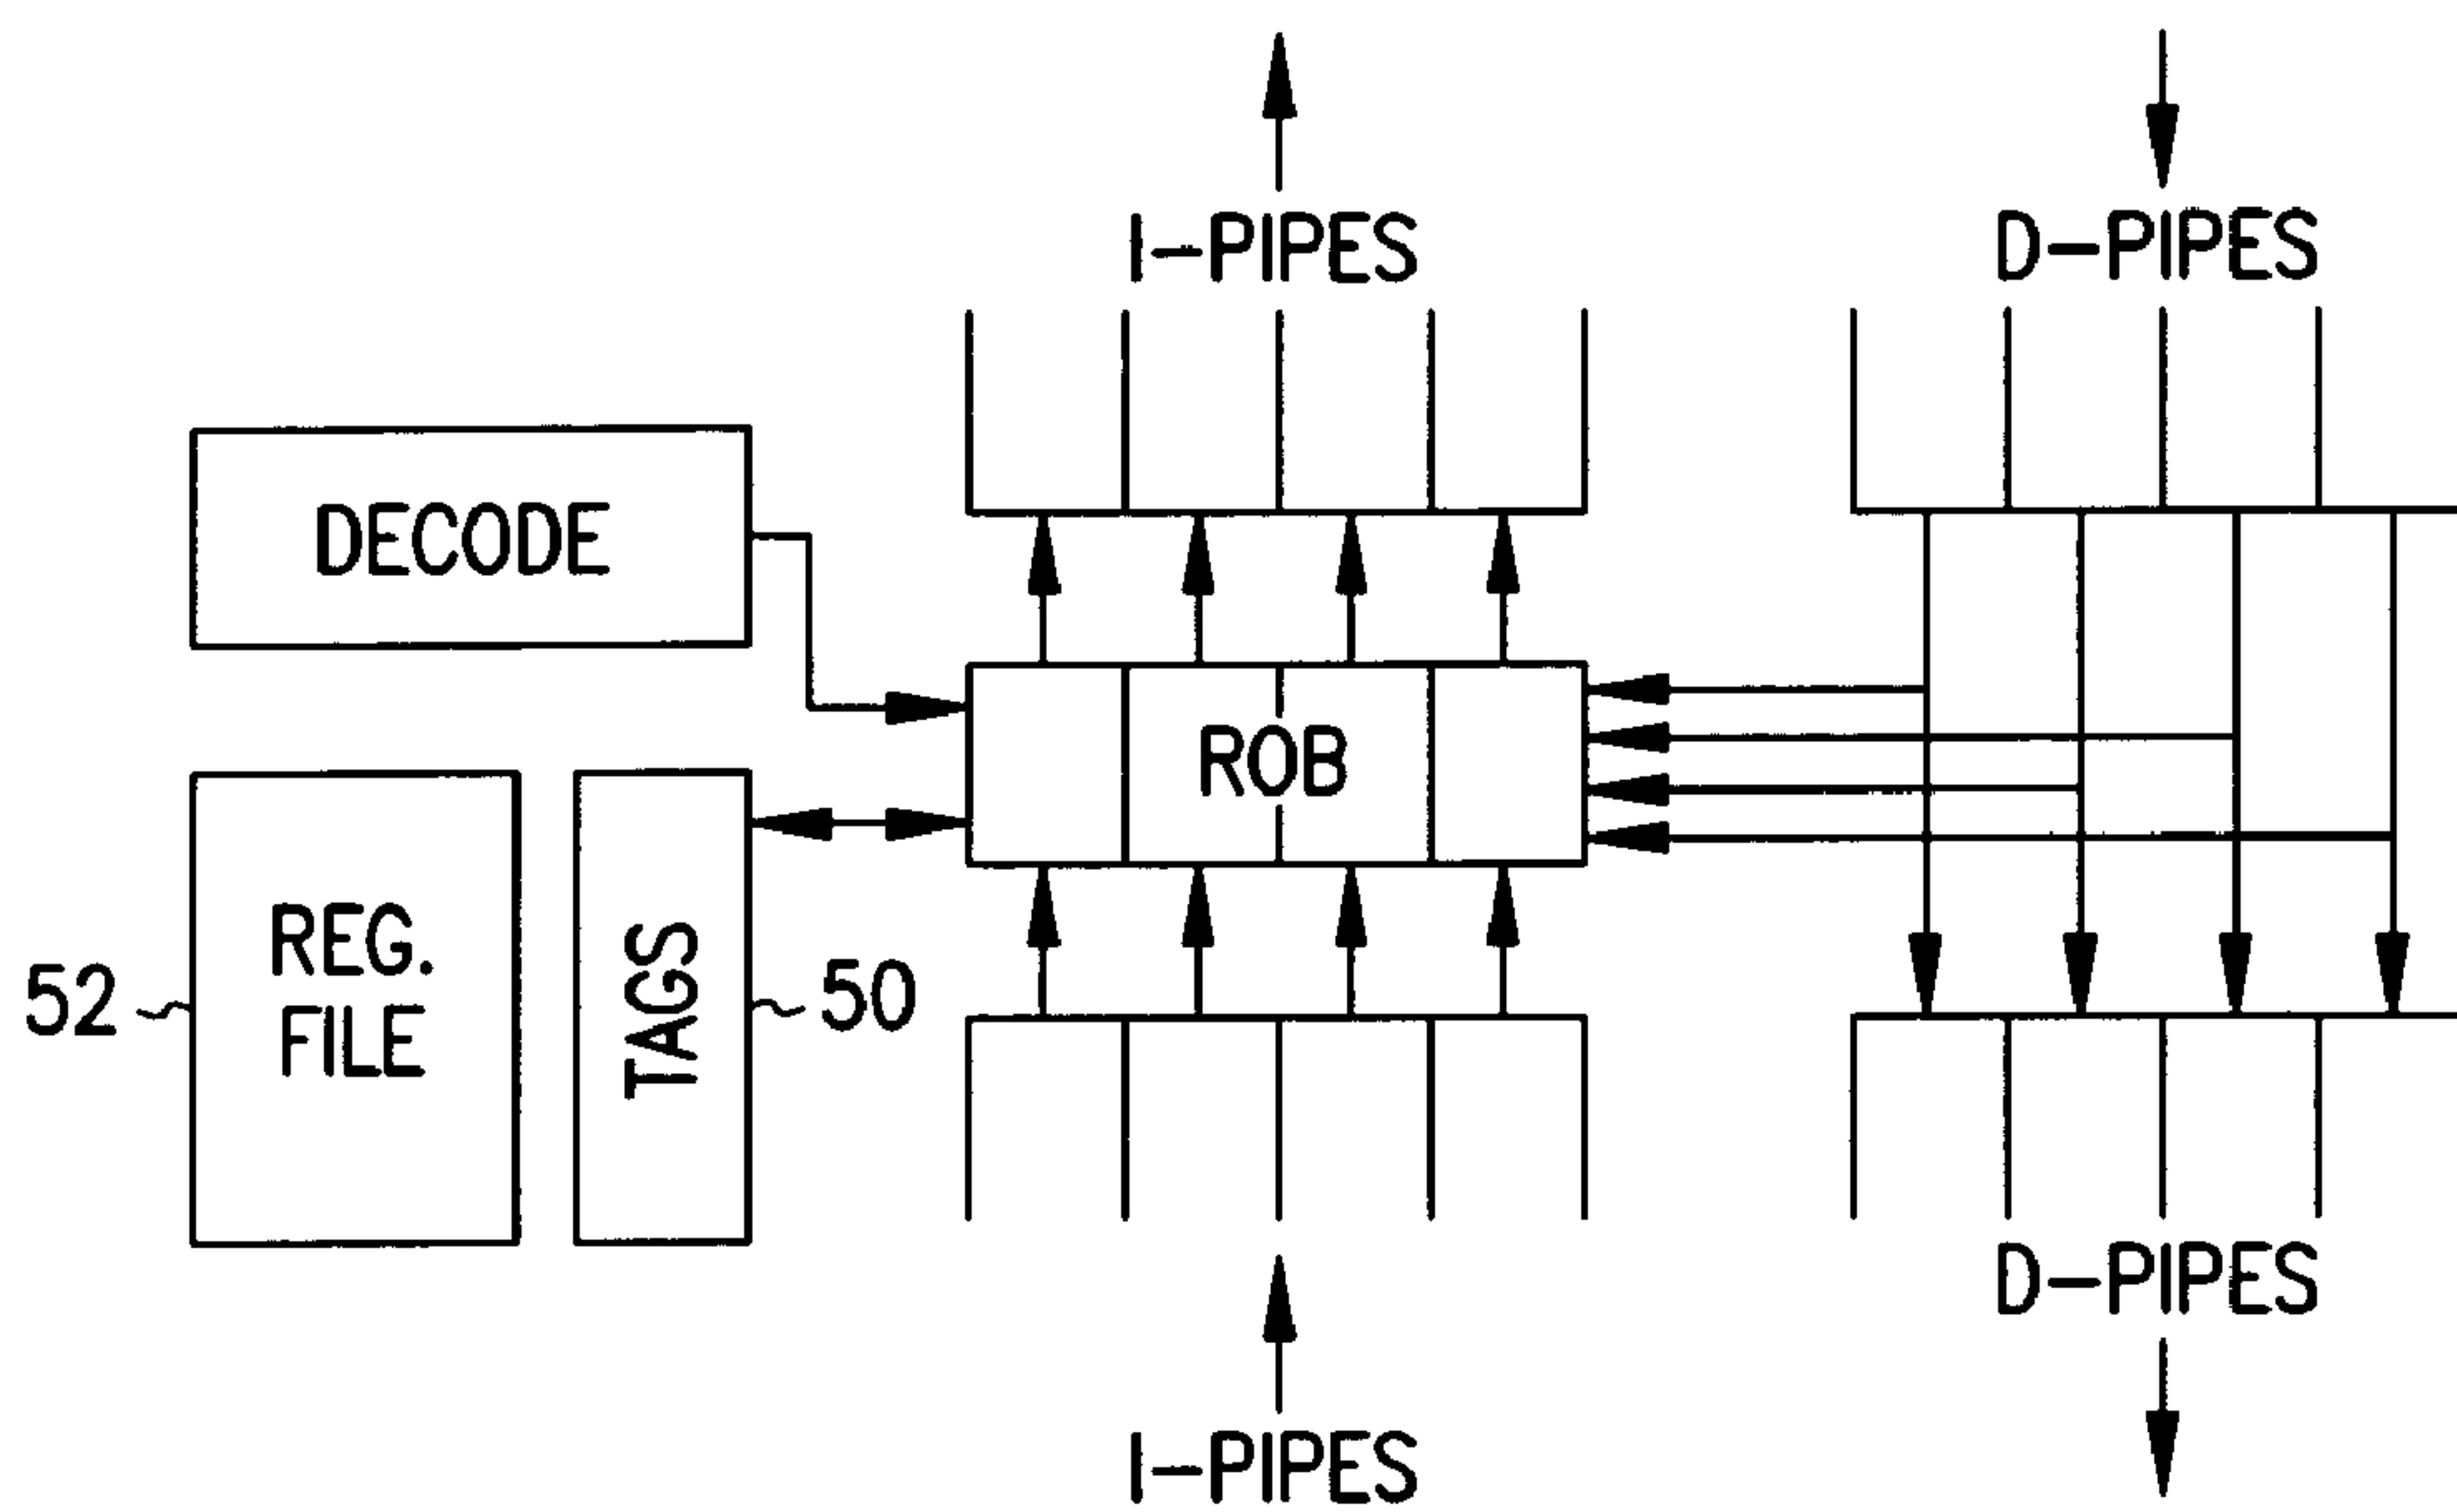 I-PIPES
D-PIPES
DECODE
ROB
REG.
FILE
52
TAGS
50
D-PIPES
I-PIPES